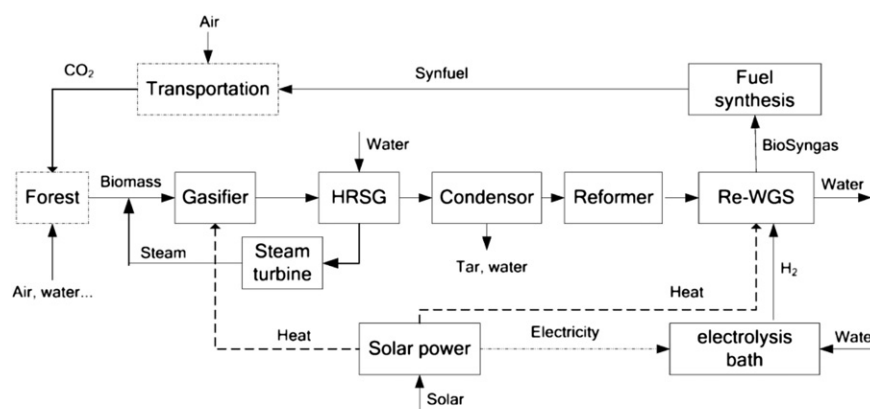 Air
CO₂
Transportation
Synfuel
Fuel
synthesis
BioSyngas
Water
Forest
Biomass
Gasifier
HRSG
Condensor
Reformer
Re-WGS
Water
Steam
Steam
turbine
Tar, water
Air, water...
Heat
H₂
Heat
Solar power
Electricity
electrolysis
bath
Water
Solar